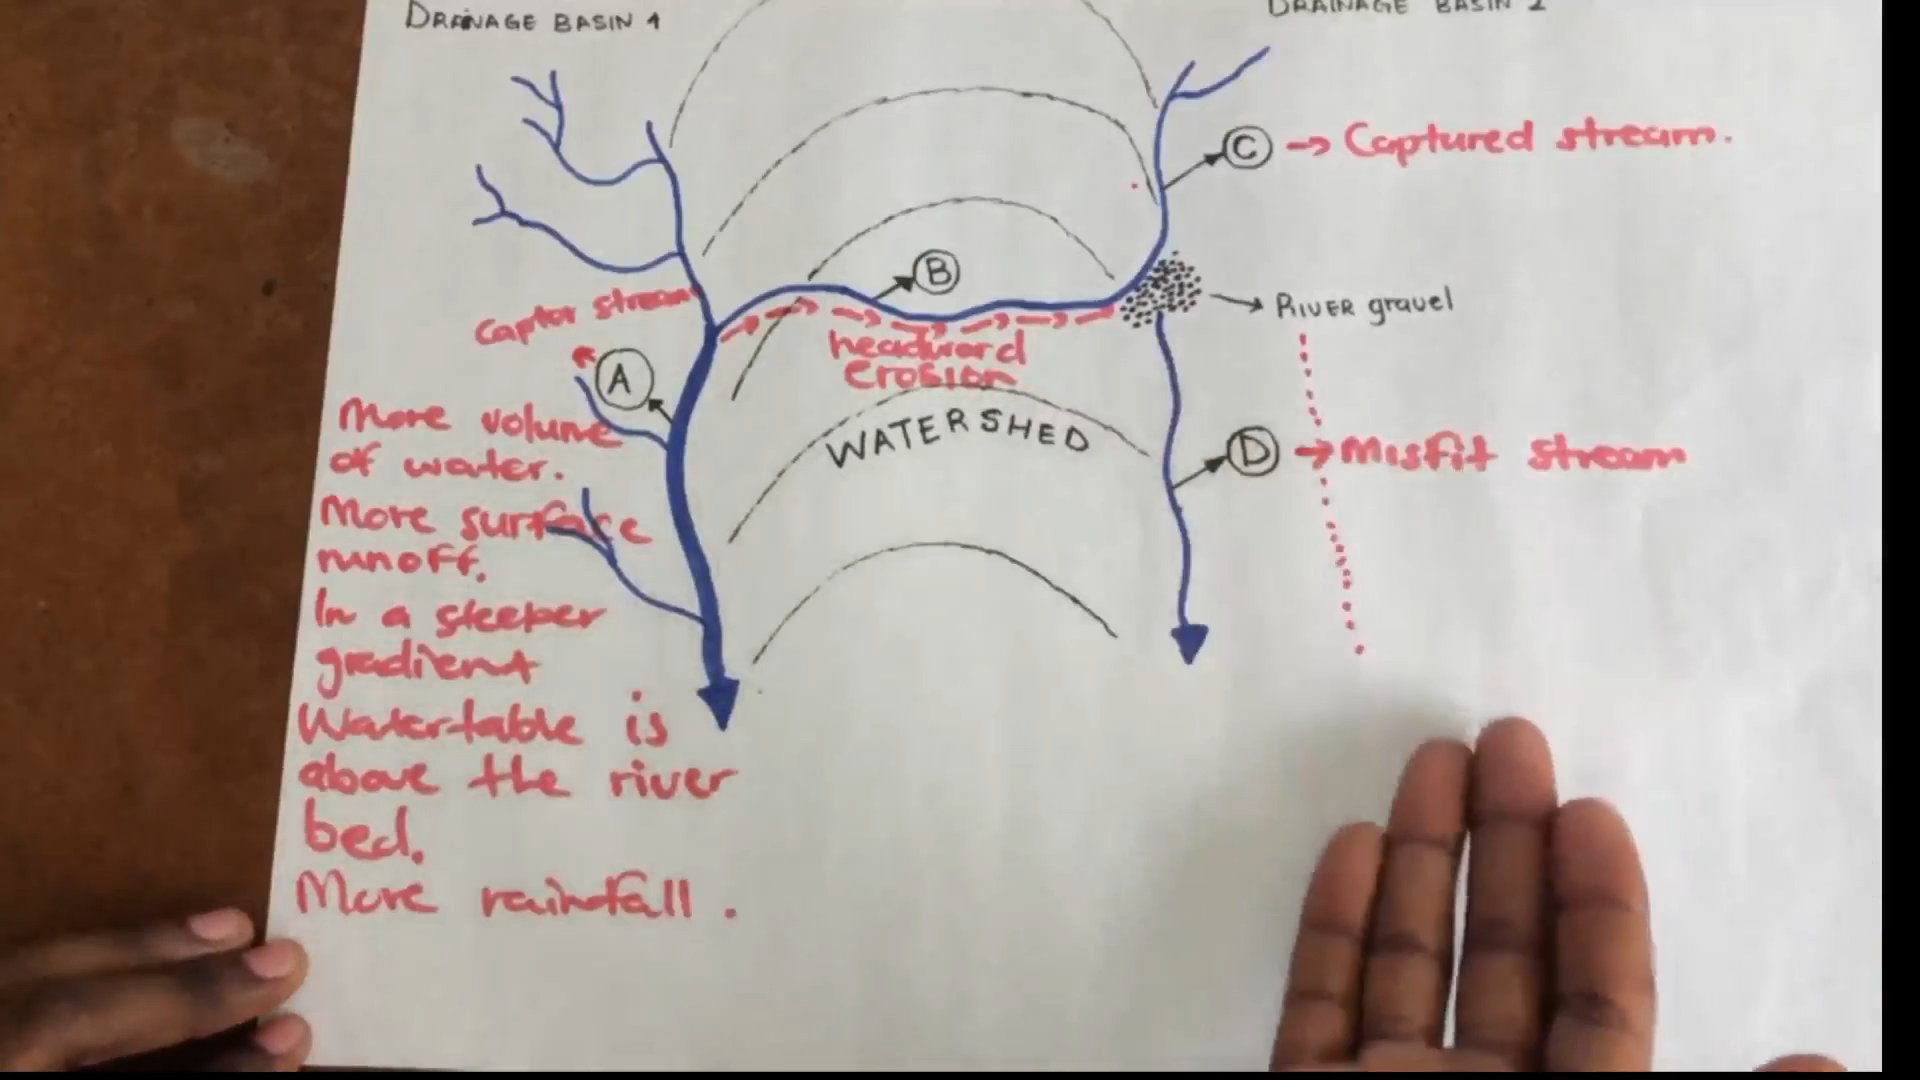 DRAINAGE BASIN 1
DRAINAGE BASIN 2
C → Captured stream.
B
Captor stream
River gravel
headward
erosion
A
WATERSHED
D → Misfit stream
More volume
of water.
More surface
runoff.
In a steeper
gradient
Watertable is
above the river
bed.
More rainfall.